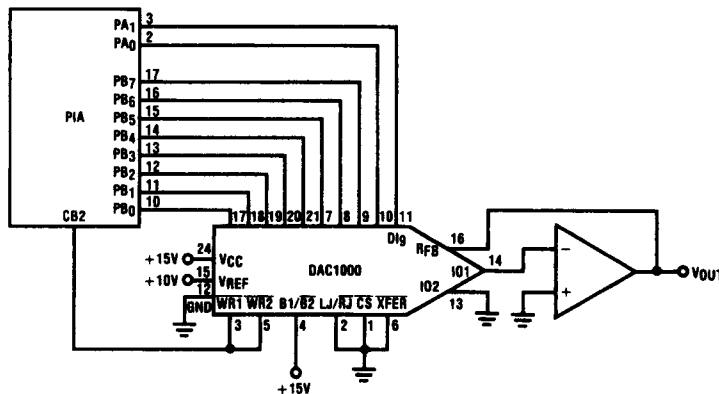 PA1 3
PA0 2
PB7 17
PB6 16
PIA PB5 15
PB4 14
PB3 13
PB2 12
PB1 11
CB2 PB0 10
17 18 19 20 21 7 8 9 10 11
DI9
RFB 16
+15V 24 VCC
DAC1000
IO1 14
− 
+
VOUT
+10V 15 VREF
12 GND
IO2 13
WR1 WR2 B1/B2 LJ/RJ CS XFER
3 5 4 2 1 6
+15V